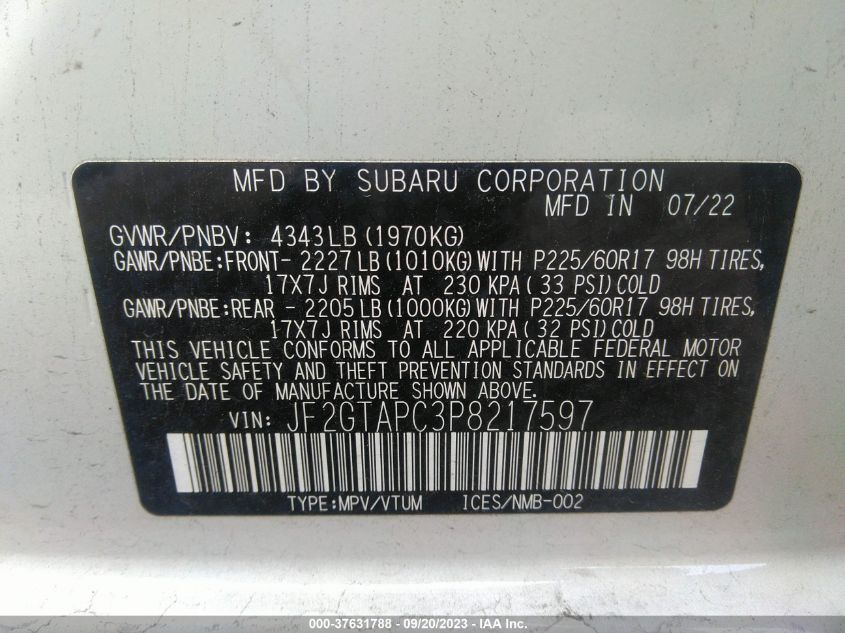 MFD BY SUBARU CORPORATION
MFD IN 07/22
GVWR/PNBV: 4343LB (1970KG)
GAWR/PNBE:FRONT- 2227 LB (1010KG) WITH P225/60R17 98H TIRES,
17X7J RIMS AT 230 KPA ( 33 PSI) COLD
GAWR/PNBE:REAR - 2205 LB (1000KG) WITH P225/60R17 98H TIRES,
17X7J RIMS AT 220 KPA ( 32 PSI) COLD
THIS VEHICLE CONFORMS TO ALL APPLICABLE FEDERAL MOTOR
VEHICLE SAFETY AND THEFT PREVENTION STANDARDS IN EFFECT ON
THE DATE OF MANUFACTURE SHOWN ABOVE.
VIN: JF2GTAPC3P8217597
TYPE:MPV/VTUM ICES/NMB-002
000-37631788 - 09/20/2023 - IAA Inc.